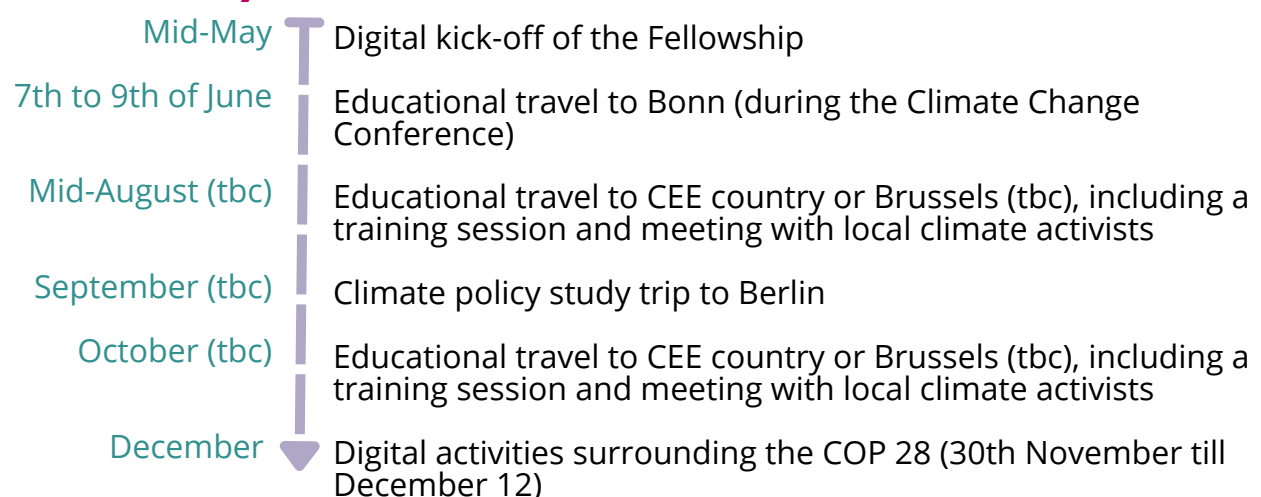 Mid-May
Digital kick-off of the Fellowship
7th to 9th of June
Educational travel to Bonn (during the Climate Change
Conference)
Mid-August (tbc)
Educational travel to CEE country or Brussels (tbc), including a
training session and meeting with local climate activists
September (tbc)
Climate policy study trip to Berlin
October (tbc)
Educational travel to CEE country or Brussels (tbc), including a
training session and meeting with local climate activists
December
Digital activities surrounding the COP 28 (30th November till
December 12)